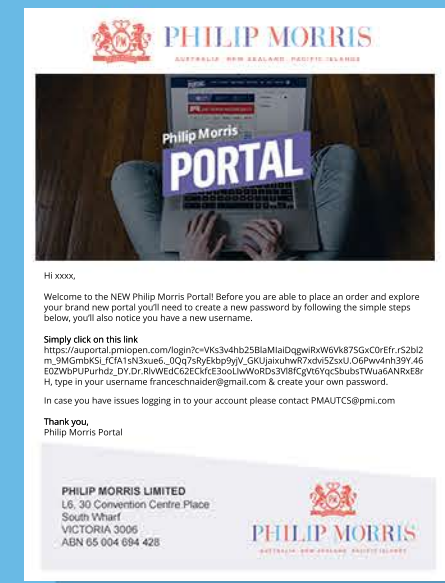 PHILIP MORRIS
AUSTRALIA NEW ZEALAND PACIFIC ISLANDS
Philip Morris
PORTAL
Hi xxxx,
Welcome to the NEW Philip Morris Portal! Before you are able to place an order and explore
your brand new portal you’ll need to create a new password by following the simple steps
below, you’ll also notice you have a new username.
Simply click on this link
https://auportal.pmiopen.com/login?c=VKs3v4hb25BlaMIaiDqgwiRxW6Vk87SGxC0rEfr.rS2bl2
m_9MGmbKSi_fCfA1sN3xue6._0Qq7sRyEkbp9yjV_GKUjaixuhwR7xdvi5ZsxU.O6Pwv4nh39Y.46
E0ZWbPUPurhdz_DY.Dr.RlvWEdC62ECkfcE3ooLIwWoRDs3Vl8fCgVt6YqcSbubsTWua6ANRxE8r
H, type in your username franceschnaider@gmail.com & create your own password.
In case you have issues logging in to your account please contact PMAUTCS@pmi.com
Thank you,
Philip Morris Portal
PHILIP MORRIS LIMITED
L6, 30 Convention Centre Place
South Wharf
VICTORIA 3006
ABN 65 004 694 428
PHILIP MORRIS
AUSTRALIA NEW ZEALAND PACIFIC ISLANDS